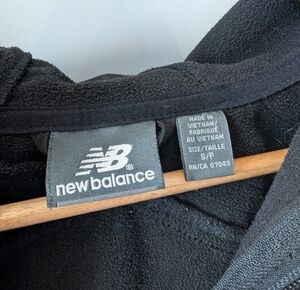 NB
new balance
MADE IN
VIETNAM/
FABRIQUÉ
AU VIETNAM
SIZE/TAILLE
S/P
RN/CA 07043